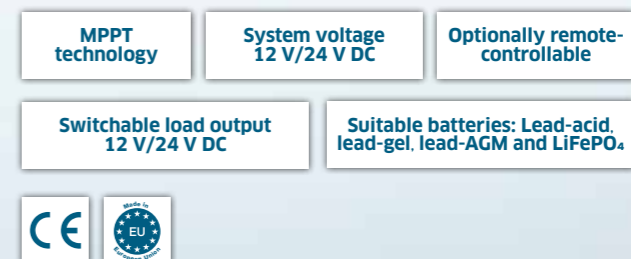 MPPT
technology
System voltage
12 V/24 V DC
Optionally remote-
controllable
Switchable load output
12 V/24 V DC
Suitable batteries: Lead-acid,
lead-gel, lead-AGM and LiFePO₄
CE
Made in
EU
European Union